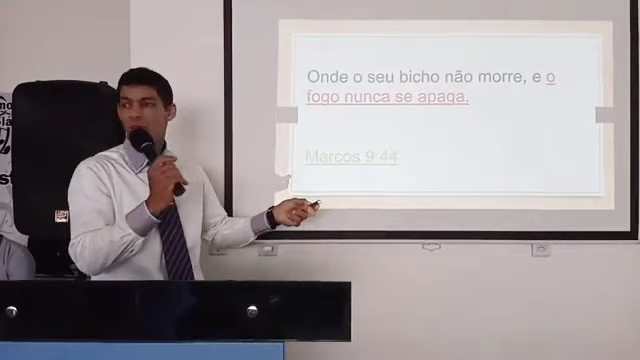 Onde o seu bicho não morre, e o
fogo nunca se apaga.
Marcos 9:44